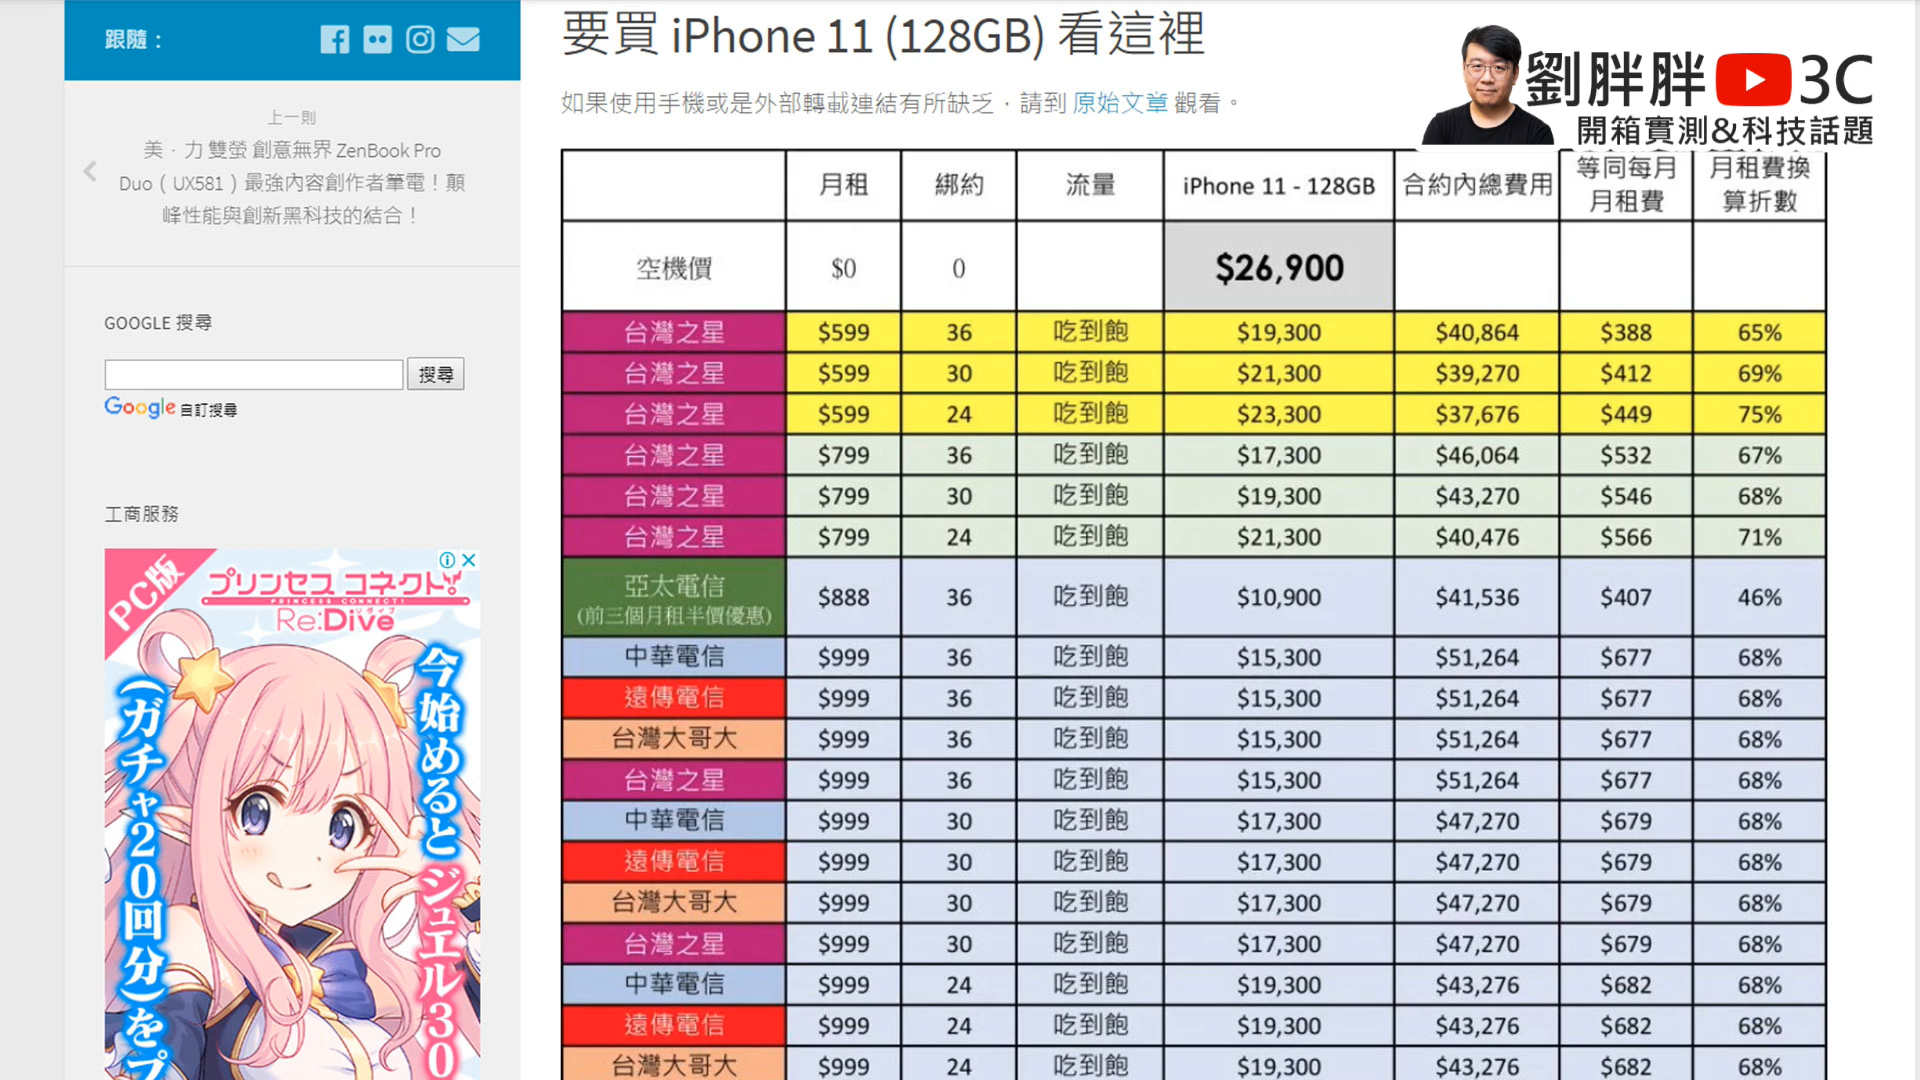 跟隨：
上一則
美．力 雙螢 創意無界 ZenBook Pro
Duo（UX581）最強內容創作者筆電！顛
峰性能與創新黑科技的結合！
GOOGLE 搜尋
搜尋
Google 自訂搜尋
工商服務
PC版
プリンセス コネクト！
PRINCESS CONNECT!
Re:Dive
今始めるとジュエル30
(ガチャ20回分)をプ
要買 iPhone 11 (128GB) 看這裡
如果使用手機或是外部轉載連結有所缺乏，請到 原始文章 觀看。
劉胖胖 3C
開箱實測&科技話題
月租 綁約 流量 iPhone 11 - 128GB 合約內總費用 等同每月月租費 月租費換算折數
空機價 $0 0 $26,900
台灣之星 $599 36 吃到飽 $19,300 $40,864 $388 65%
台灣之星 $599 30 吃到飽 $21,300 $39,270 $412 69%
台灣之星 $599 24 吃到飽 $23,300 $37,676 $449 75%
台灣之星 $799 36 吃到飽 $17,300 $46,064 $532 67%
台灣之星 $799 30 吃到飽 $19,300 $43,270 $546 68%
台灣之星 $799 24 吃到飽 $21,300 $40,476 $566 71%
亞太電信 (前三個月租半價優惠) $888 36 吃到飽 $10,900 $41,536 $407 46%
中華電信 $999 36 吃到飽 $15,300 $51,264 $677 68%
遠傳電信 $999 36 吃到飽 $15,300 $51,264 $677 68%
台灣大哥大 $999 36 吃到飽 $15,300 $51,264 $677 68%
台灣之星 $999 36 吃到飽 $15,300 $51,264 $677 68%
中華電信 $999 30 吃到飽 $17,300 $47,270 $679 68%
遠傳電信 $999 30 吃到飽 $17,300 $47,270 $679 68%
台灣大哥大 $999 30 吃到飽 $17,300 $47,270 $679 68%
台灣之星 $999 30 吃到飽 $17,300 $47,270 $679 68%
中華電信 $999 24 吃到飽 $19,300 $43,276 $682 68%
遠傳電信 $999 24 吃到飽 $19,300 $43,276 $682 68%
台灣大哥大 $999 24 吃到飽 $19,300 $43,276 $682 68%